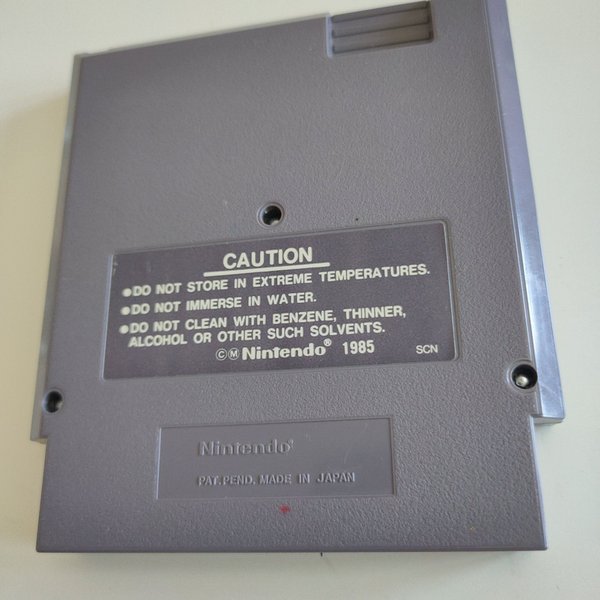 CAUTION
●DO NOT STORE IN EXTREME TEMPERATURES.
●DO NOT IMMERSE IN WATER.
●DO NOT CLEAN WITH BENZENE, THINNER,
ALCOHOL OR OTHER SUCH SOLVENTS.
©Ⓜ Nintendo® 1985 SCN
Nintendo®
PAT. PEND. MADE IN JAPAN